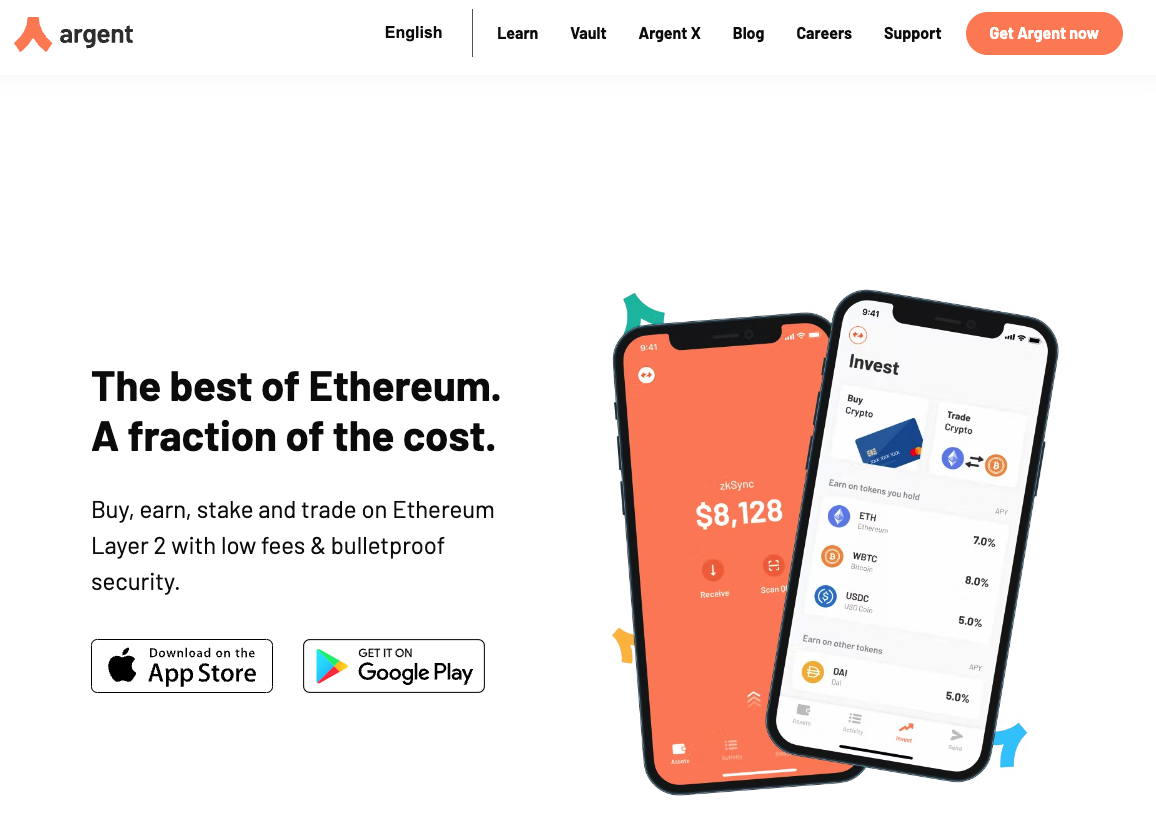 argent
English
Learn
Vault
Argent X
Blog
Careers
Support
Get Argent now
The best of Ethereum.
A fraction of the cost.
Buy, earn, stake and trade on Ethereum
Layer 2 with low fees & bulletproof
security.
Download on the
App Store
GET IT ON
Google Play
9:41
zkSync
$8,128
Receive
Scan
Assets
Activity
9:41
Invest
Buy
Crypto
XXX XXX XXX
Trade
Crypto
Earn on tokens you hold
APY
ETH
Ethereum
7.0%
WBTC
Bitcoin
8.0%
USDC
USD Coin
5.0%
Earn on other tokens
APY
DAI
Dai
5.0%
Assets
Activity
Invest
Send